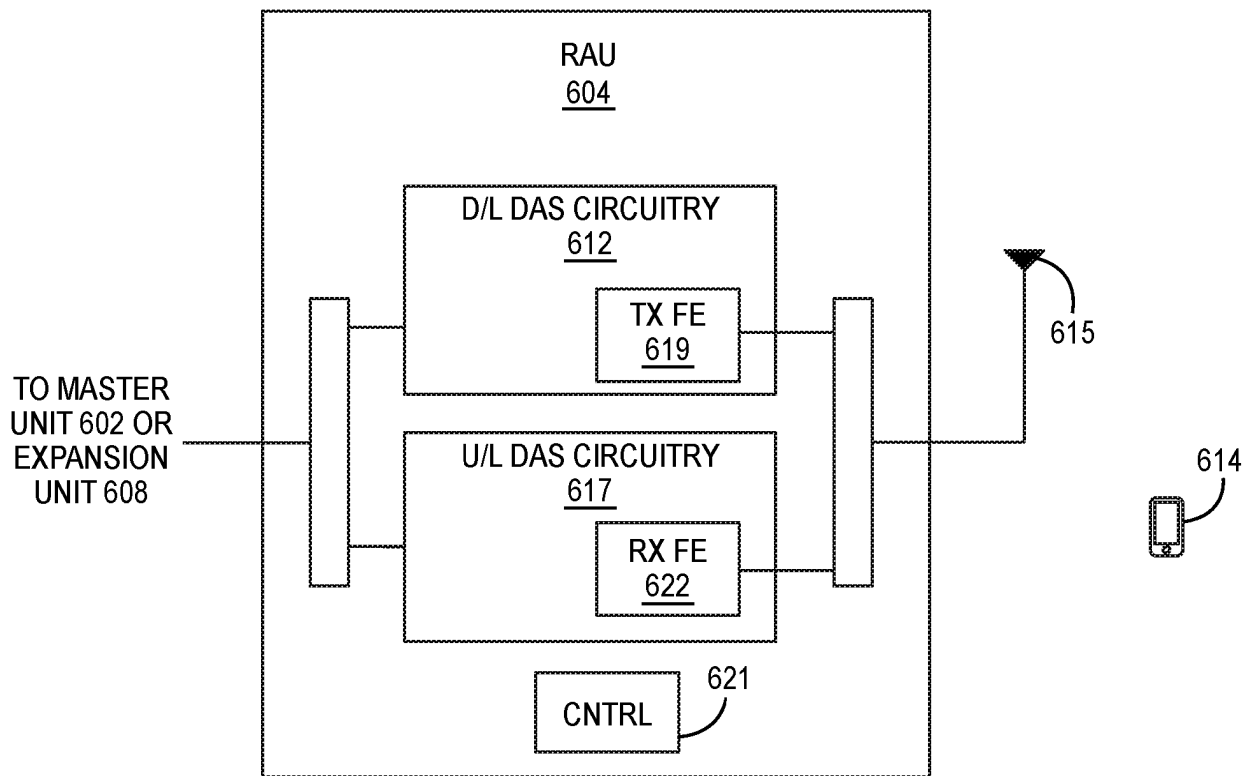 RAU
604
D/L DAS CIRCUITRY
612
TX FE
619
615
TO MASTER
UNIT 602 OR
EXPANSION
UNIT 608
U/L DAS CIRCUITRY
617
RX FE
622
614
CNTRL
621